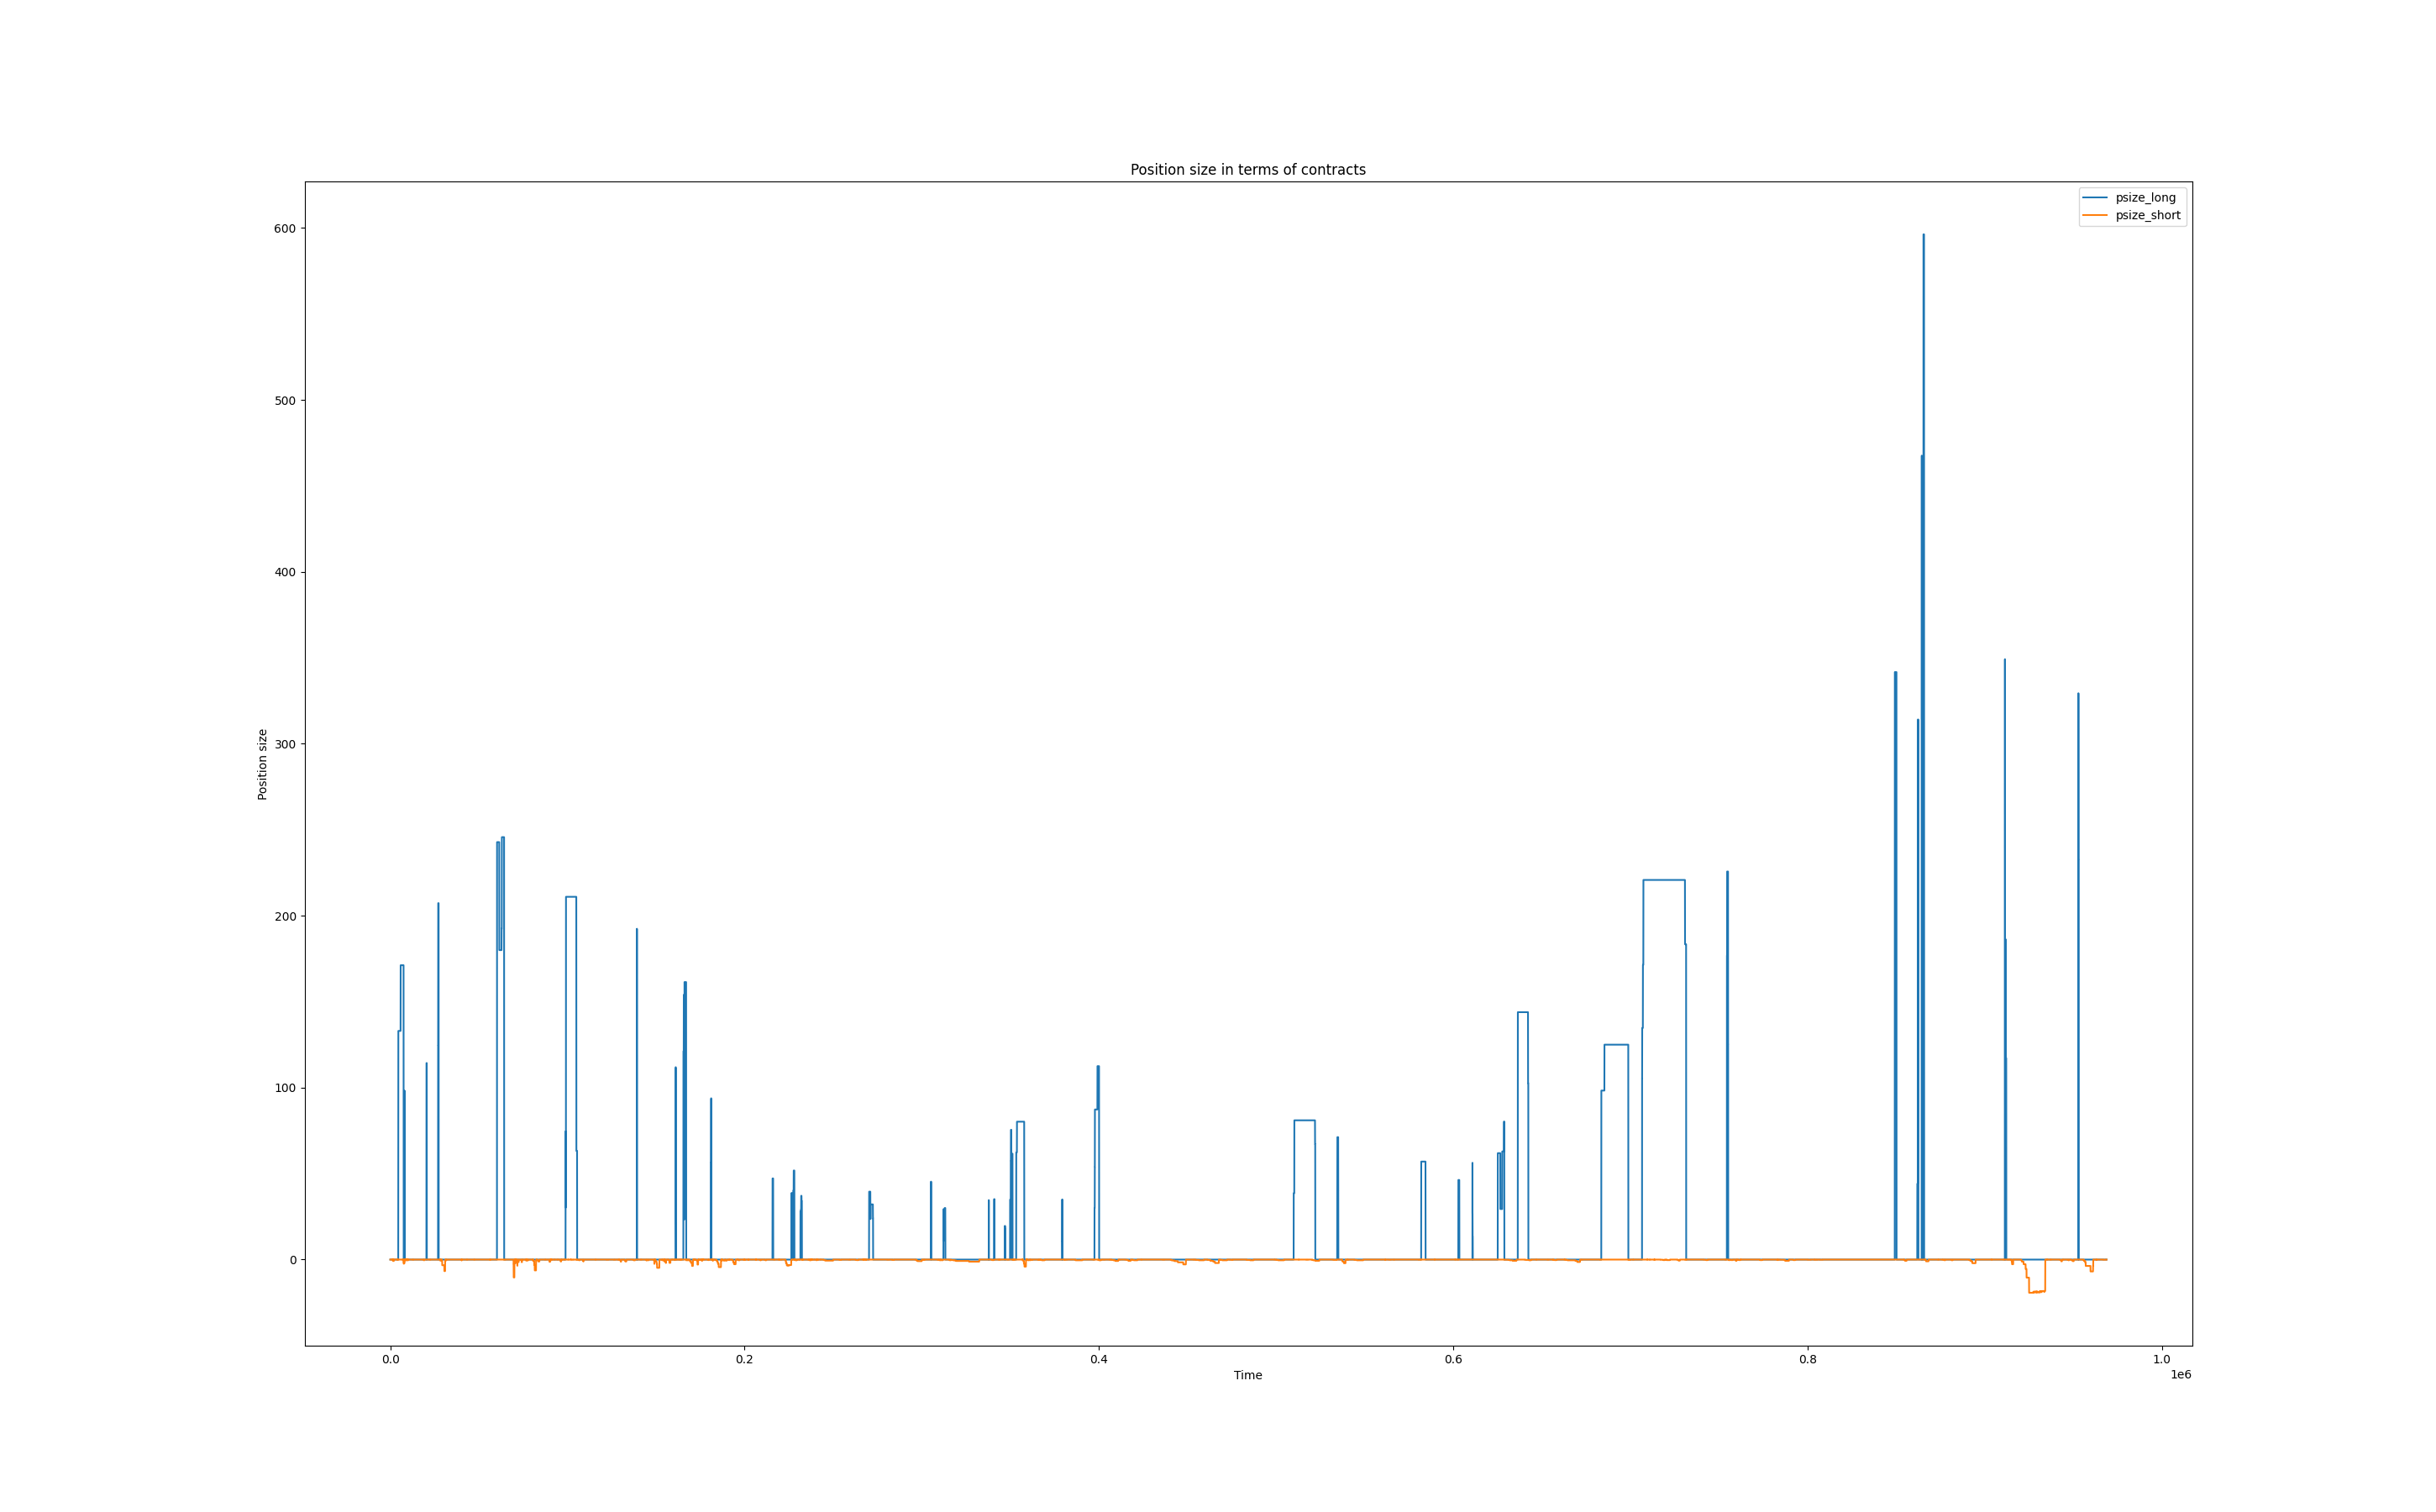 Position size in terms of contracts
psize_long
psize_short
600
500
400
300
200
100
0
Position size
0.0 0.2 0.4 0.6 0.8 1.0
Time
1e6